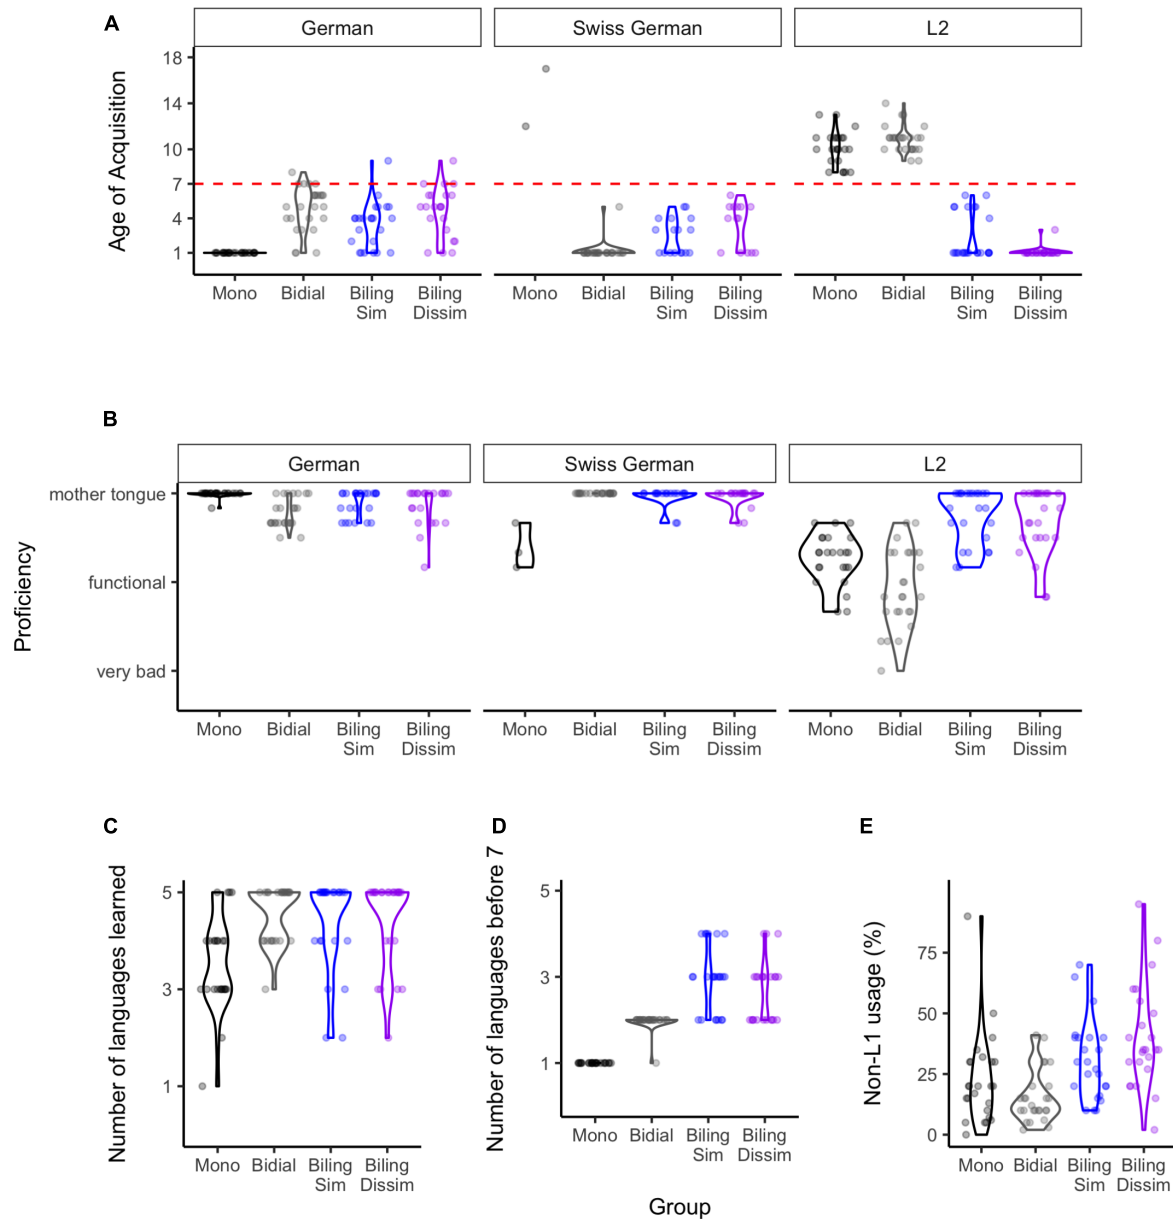 A
German
Swiss German
L2
Age of Acquisition
18
14
10
7
4
1
Mono
Bidial
Biling
Sim
Biling
Dissim
Mono
Bidial
Biling
Sim
Biling
Dissim
Mono
Bidial
Biling
Sim
Biling
Dissim
B
German
Swiss German
L2
Proficiency
mother tongue
functional
very bad
Mono
Bidial
Biling
Sim
Biling
Dissim
Mono
Bidial
Biling
Sim
Biling
Dissim
Mono
Bidial
Biling
Sim
Biling
Dissim
C
Number of languages learned
5
3
1
Mono
Bidial
Biling
Sim
Biling
Dissim
D
Number of languages before 7
5
3
1
Mono
Bidial
Biling
Sim
Biling
Dissim
E
Non-L1 usage (%)
75
50
25
0
Mono
Bidial
Biling
Sim
Biling
Dissim
Group